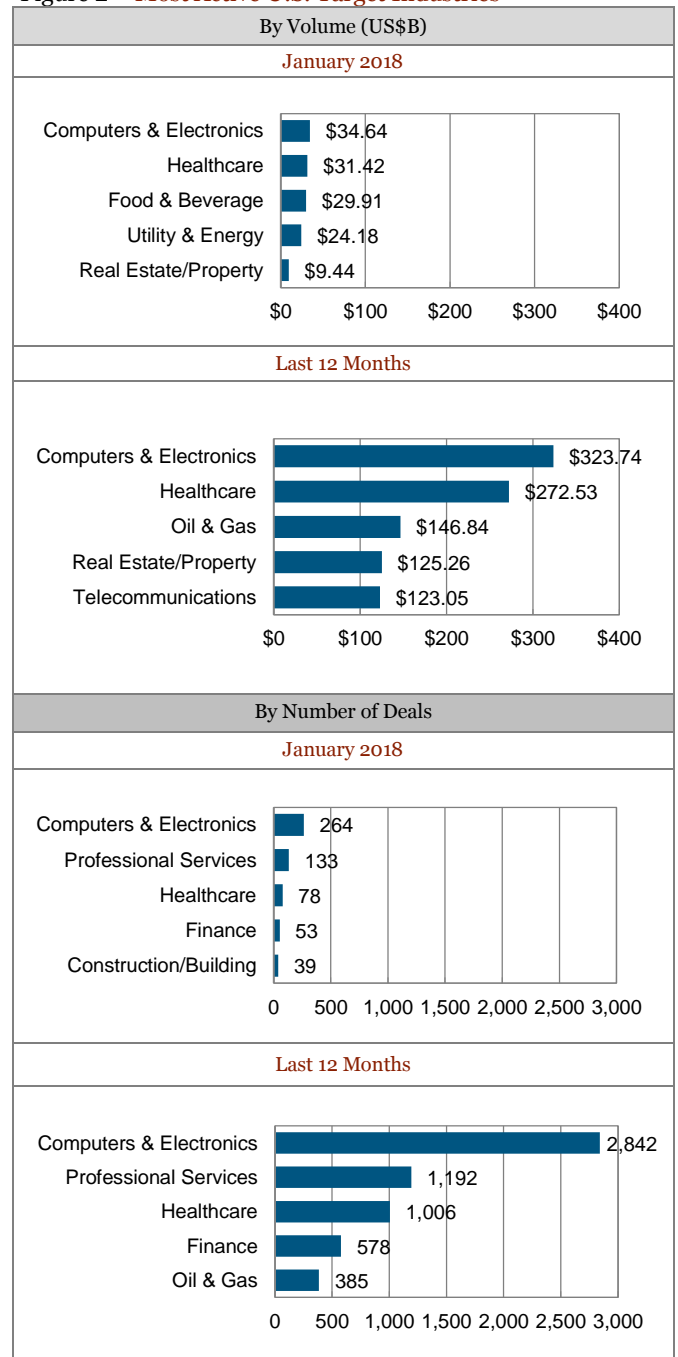 Figure 2 – Most Active U.S. Target Industries
By Volume (US$B)
January 2018
Computers & Electronics $34.64
Healthcare $31.42
Food & Beverage $29.91
Utility & Energy $24.18
Real Estate/Property $9.44
$0 $100 $200 $300 $400
Last 12 Months
Computers & Electronics $323.74
Healthcare $272.53
Oil & Gas $146.84
Real Estate/Property $125.26
Telecommunications $123.05
$0 $100 $200 $300 $400
By Number of Deals
January 2018
Computers & Electronics 264
Professional Services 133
Healthcare 78
Finance 53
Construction/Building 39
0 500 1,000 1,500 2,000 2,500 3,000
Last 12 Months
Computers & Electronics 2,842
Professional Services 1,192
Healthcare 1,006
Finance 578
Oil & Gas 385
0 500 1,000 1,500 2,000 2,500 3,000